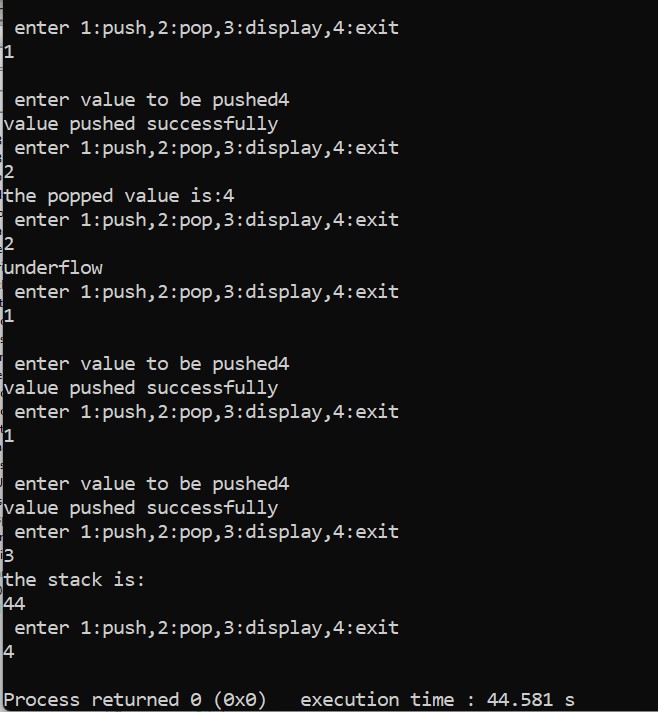 enter 1:push,2:pop,3:display,4:exit
1
enter value to be pushed4
value pushed successfully
enter 1:push,2:pop,3:display,4:exit
2
the popped value is:4
enter 1:push,2:pop,3:display,4:exit
2
underflow
enter 1:push,2:pop,3:display,4:exit
1
enter value to be pushed4
value pushed successfully
enter 1:push,2:pop,3:display,4:exit
1
enter value to be pushed4
value pushed successfully
enter 1:push,2:pop,3:display,4:exit
3
the stack is:
44
enter 1:push,2:pop,3:display,4:exit
4
Process returned 0 (0x0)   execution time : 44.581 s